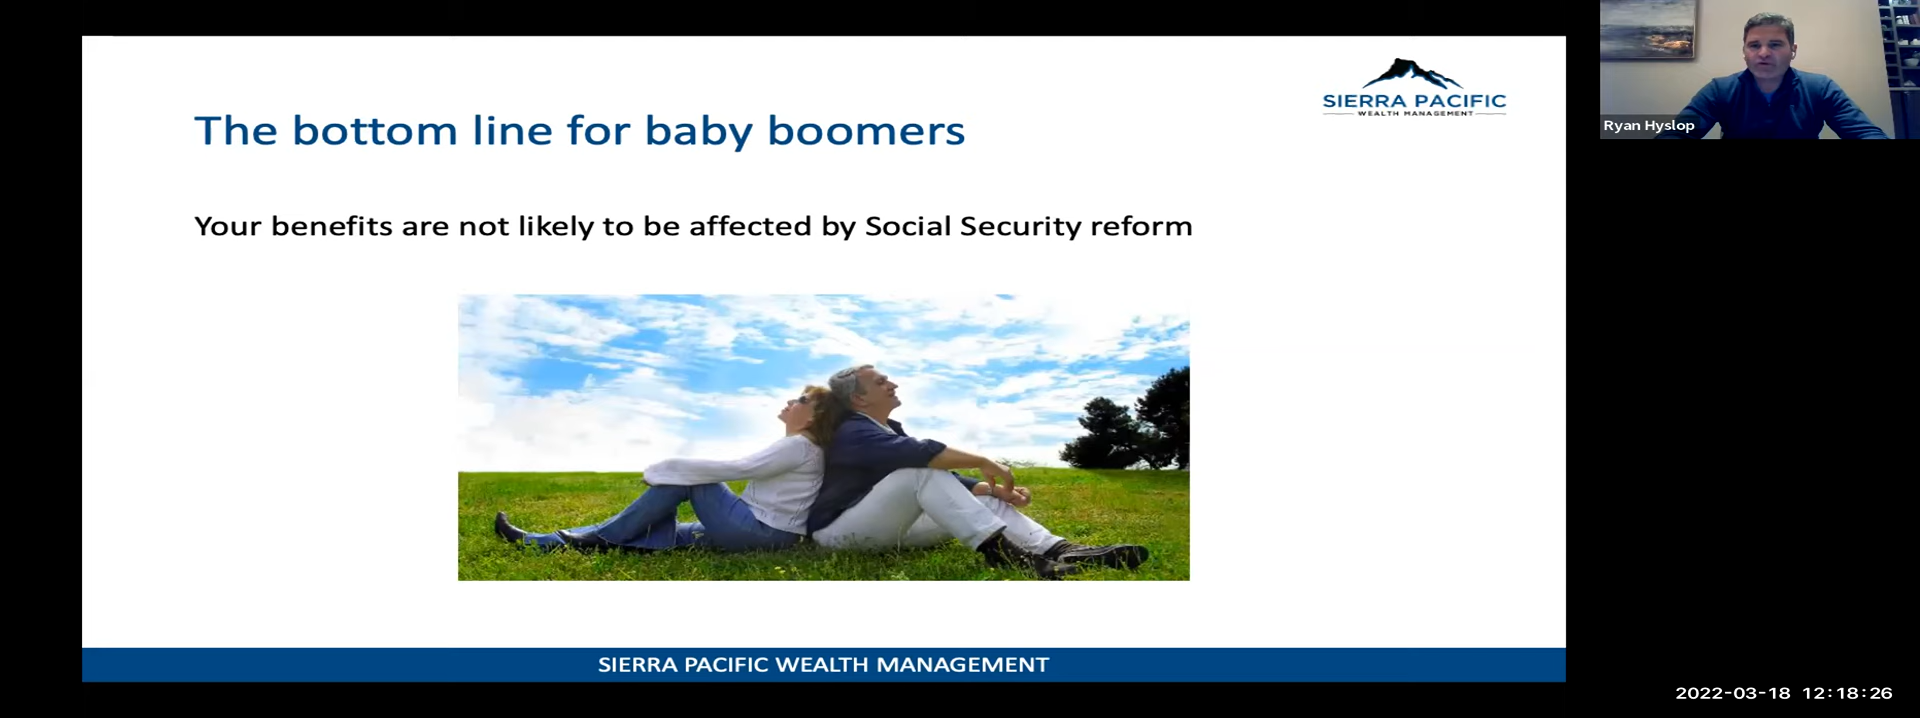 The bottom line for baby boomers
SIERRA PACIFIC
WEALTH MANAGEMENT
Ryan Hyslop
Your benefits are not likely to be affected by Social Security reform
SIERRA PACIFIC WEALTH MANAGEMENT
2022-03-18 12:18:26